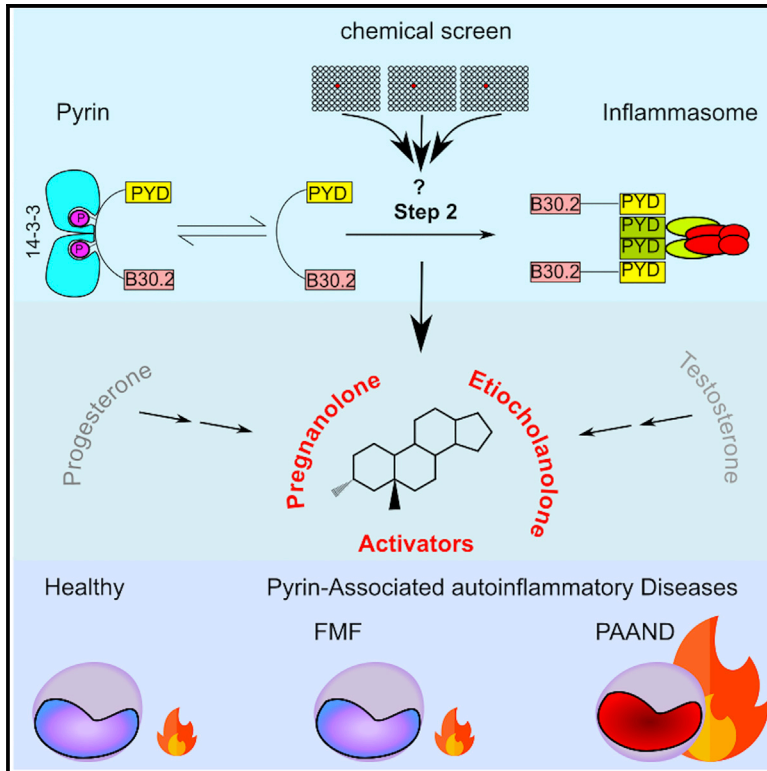 chemical screen
Pyrin
Inflammasome
14-3-3
P
P
PYD
B30.2
PYD
B30.2
?
Step 2
B30.2
PYD
PYD
PYD
B30.2
PYD
Progesterone
Pregnanolone
Etiocholanolone
Testosterone
Activators
Healthy
Pyrin-Associated autoinflammatory Diseases
FMF
PAAND